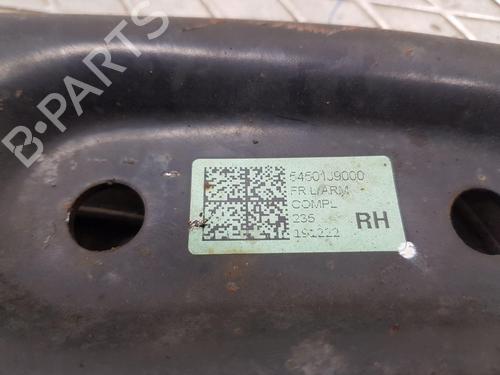 B-PARTS
54501J9000
FR L/ARM
COMPL
235
191222
RH